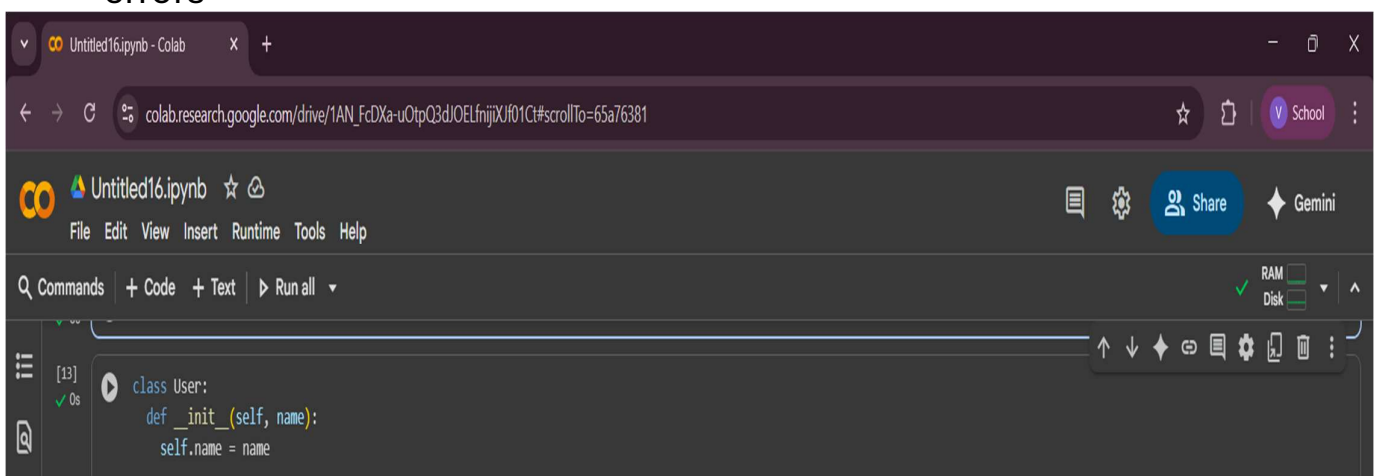 errors
Untitled16.ipynb - Colab
colab.research.google.com/drive/1AN_FcDXa-uOtpQ3dJOELfnijiXJf01Ct#scrollTo=65a76381
V School
CO Untitled16.ipynb
Share
Gemini
File Edit View Insert Runtime Tools Help
Commands + Code + Text Run all
RAM
Disk
[13]
0s
class User:
def __init__(self, name):
self.name = name